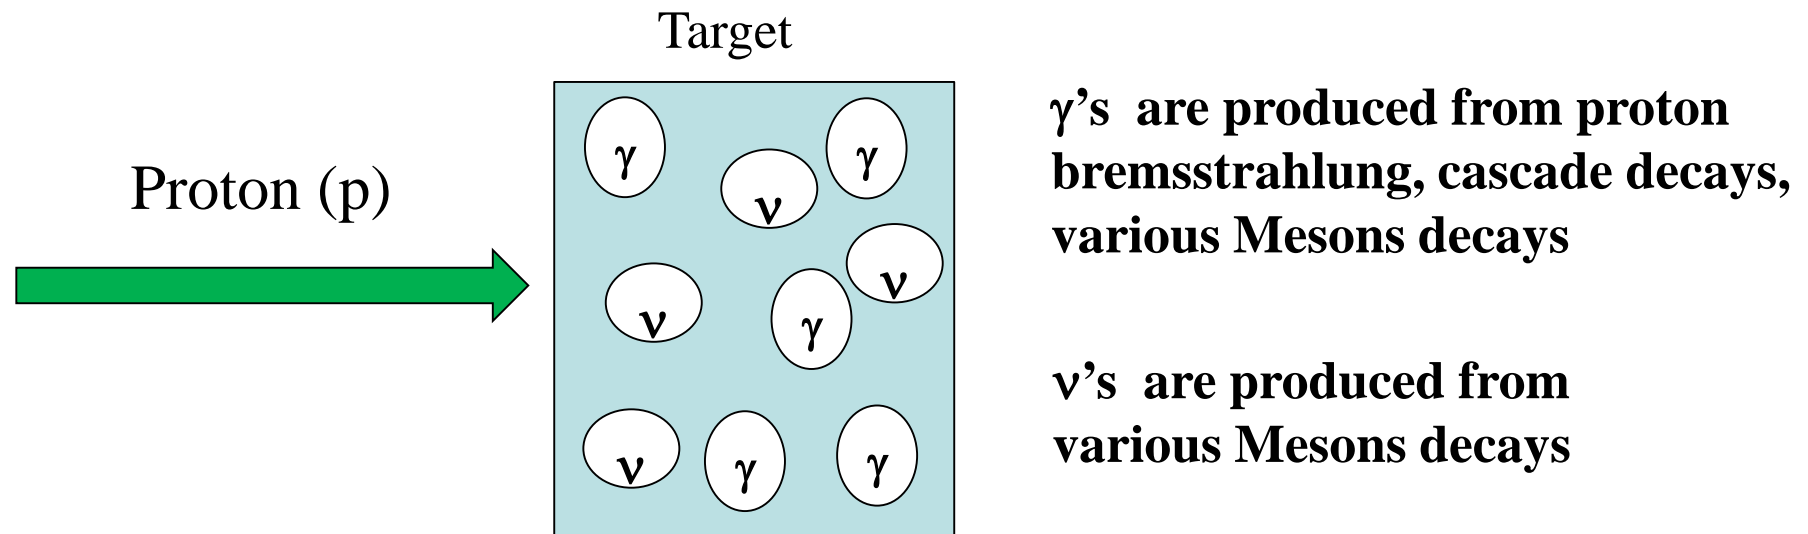 Target
Proton (p)
γ
γ
ν
ν
ν
γ
ν
γ
γ
γ's are produced from proton
bremsstrahlung, cascade decays,
various Mesons decays
ν's are produced from
various Mesons decays